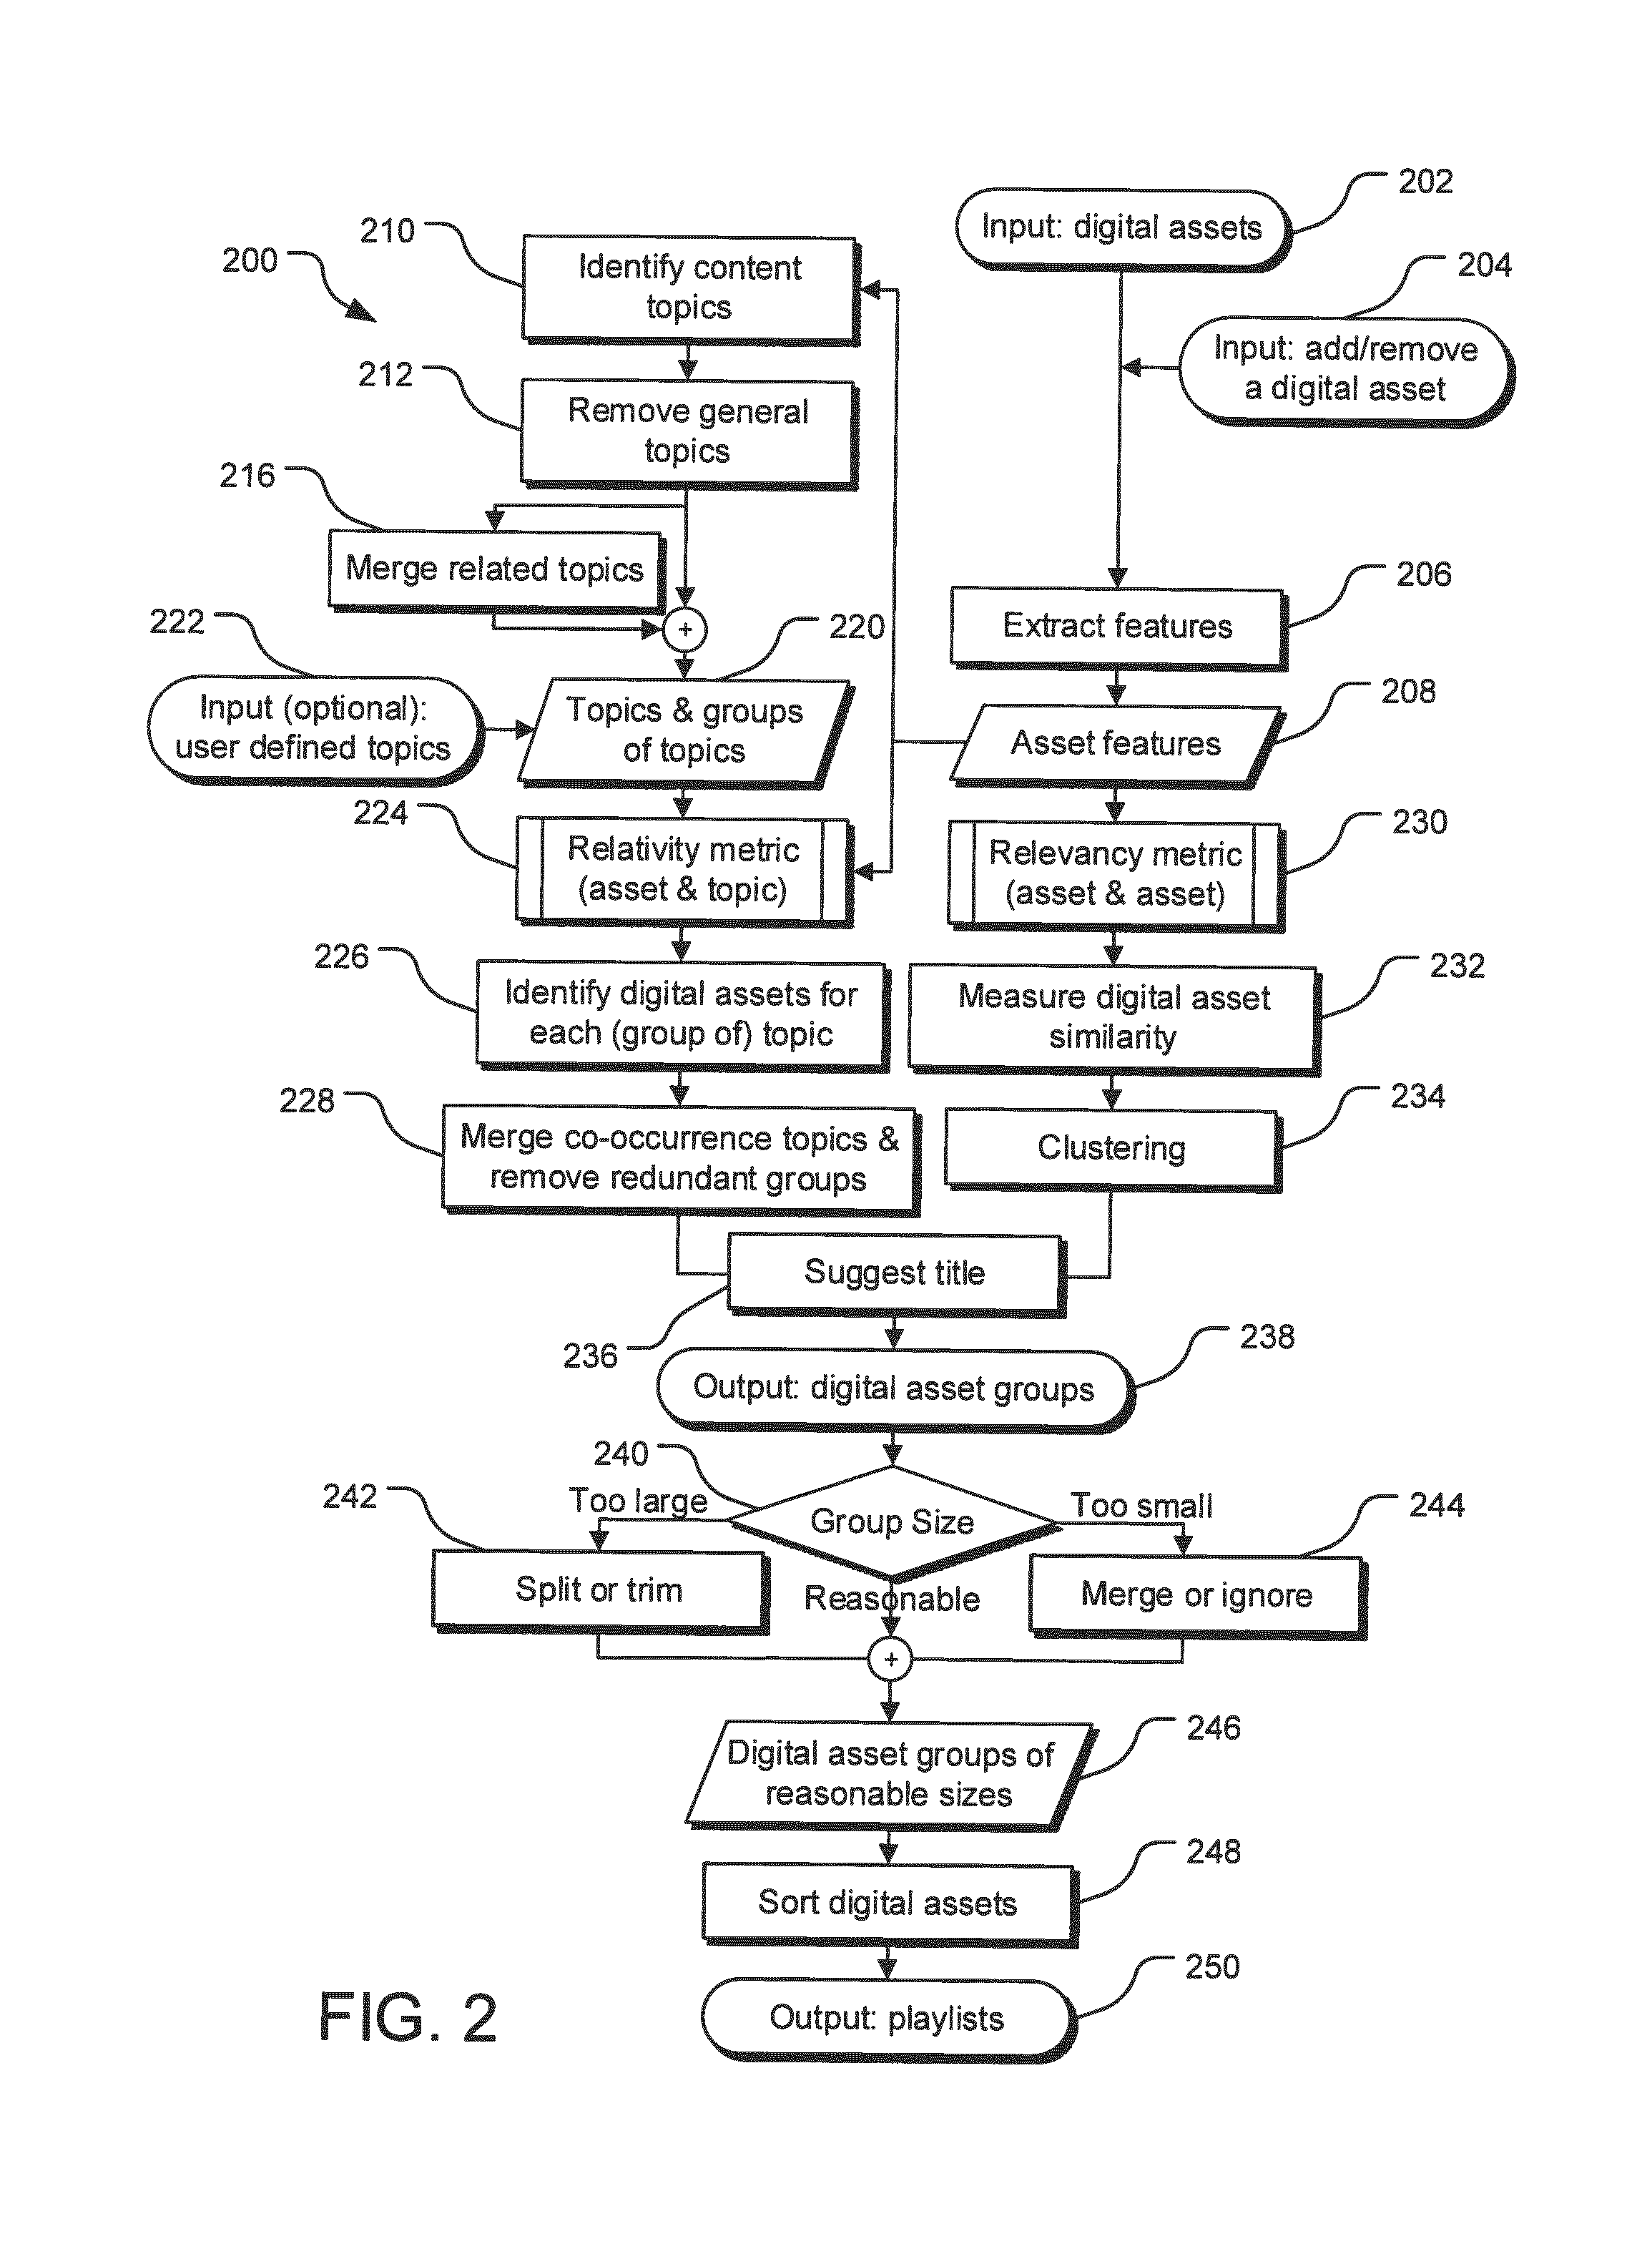 202
Input: digital assets
204
Input: add/remove
a digital asset
210
200
Identify content
topics
212
Remove general
topics
216
Merge related topics
+
206
Extract features
222
Input (optional):
user defined topics
220
Topics & groups
of topics
208
Asset features
224
Relativity metric
(asset & topic)
230
Relevancy metric
(asset & asset)
226
Identify digital assets for
each (group of) topic
232
Measure digital asset
similarity
228
Merge co-occurrence topics &
remove redundant groups
234
Clustering
Suggest title
236
238
Output: digital asset groups
240
Group Size
242
Too large
Too small
244
Split or trim
Reasonable
Merge or ignore
+
246
Digital asset groups of
reasonable sizes
248
Sort digital assets
250
Output: playlists
FIG. 2